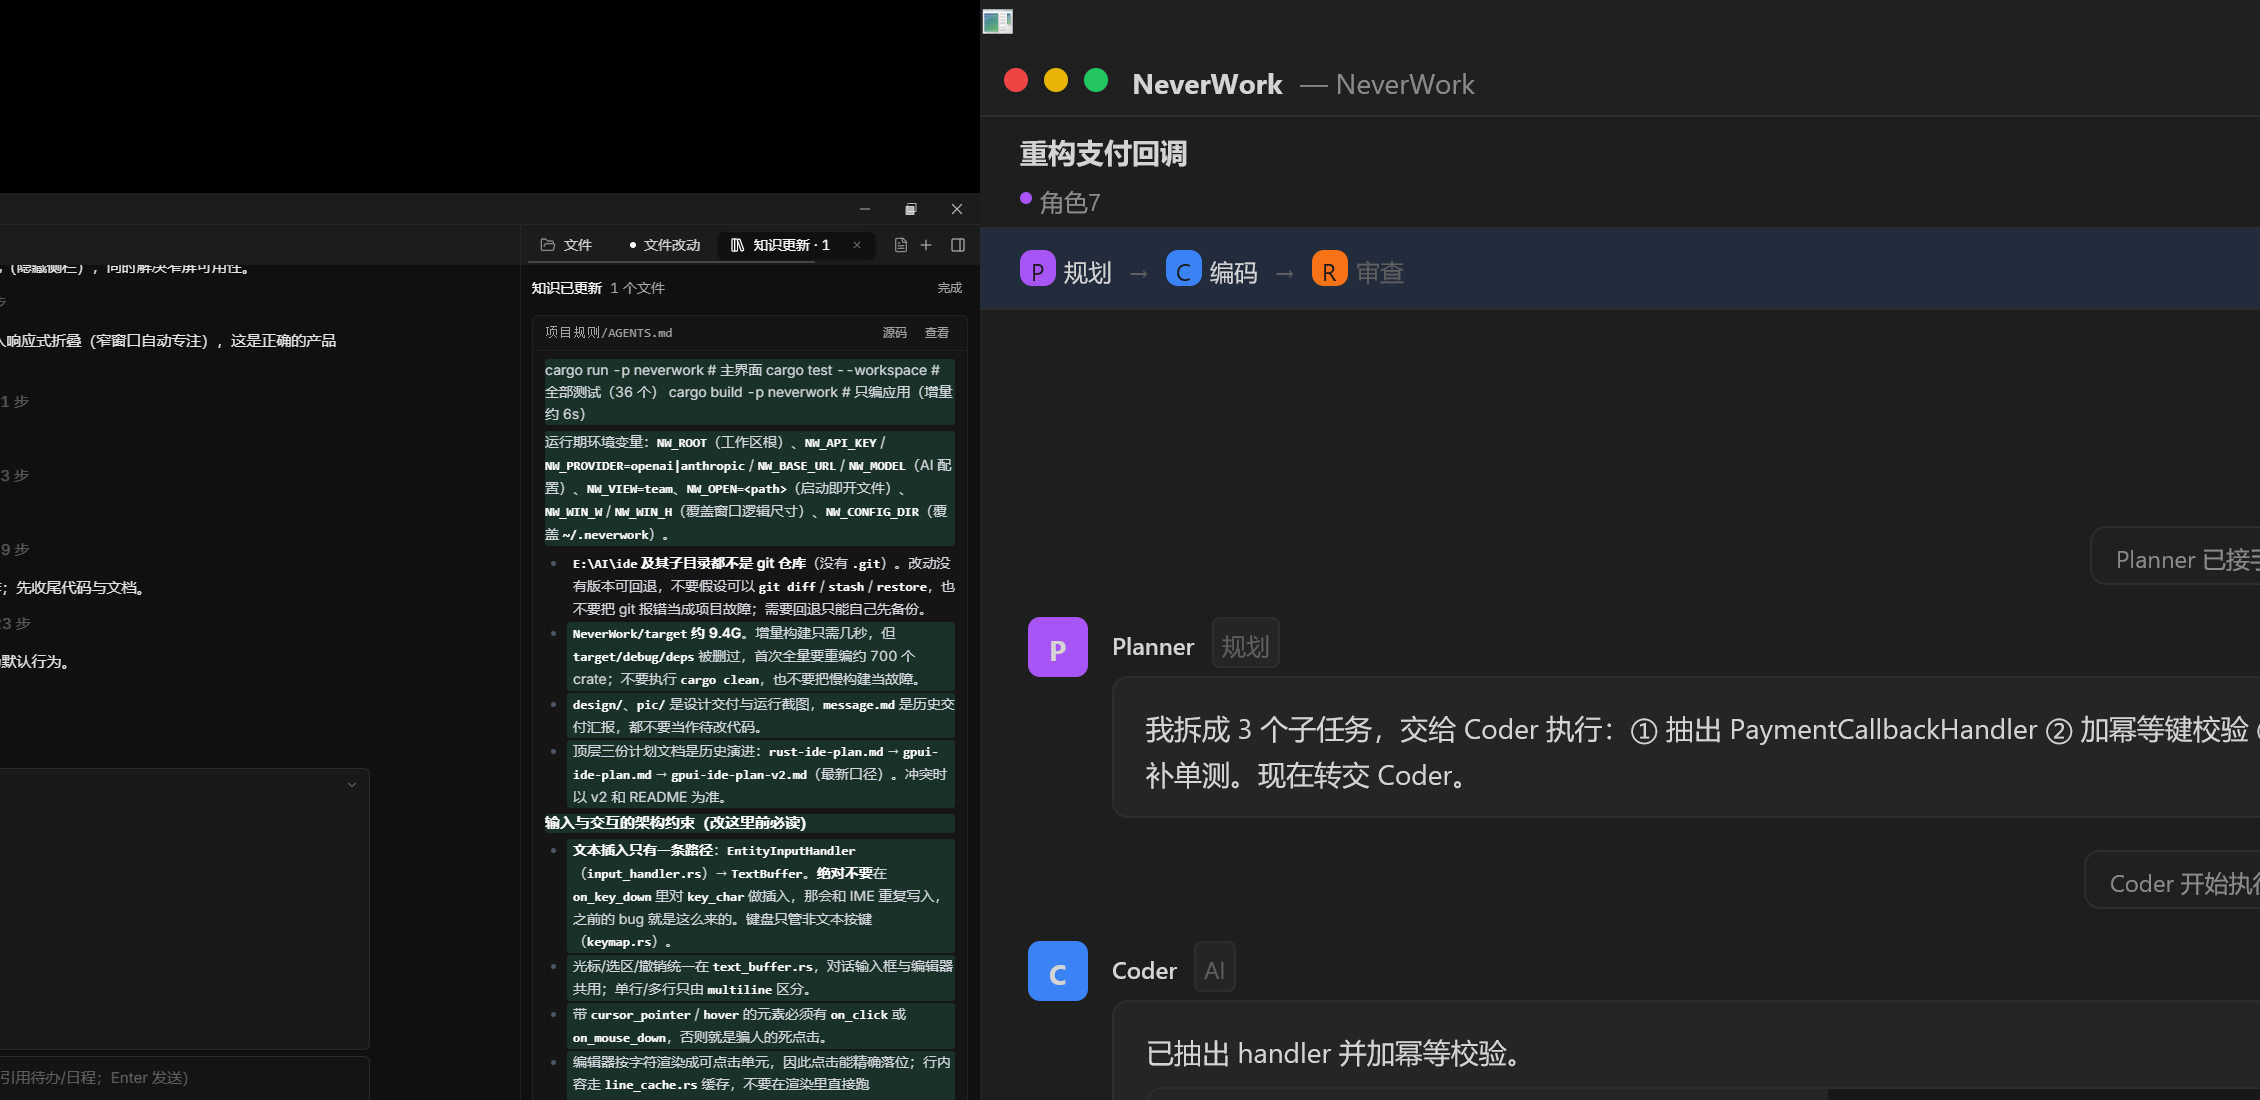 文件
文件改动
知识更新 · 1
知识已更新 1 个文件
完成
(隐藏侧栏），同时解决窄屏可用性。
步
入响应式折叠（窄窗口自动专注），这是正确的产品
1 步
3 步
9 步
；先收尾代码与文档。
23 步
默认行为。
引用待办/日程；Enter 发送)
项目规则/AGENTS.md
源码
查看
cargo run -p neverwork # 主界面 cargo test --workspace #
全部测试（36 个） cargo build -p neverwork # 只编应用（增量
约 6s）
运行期环境变量：NW_ROOT（工作区根）、NW_API_KEY /
NW_PROVIDER=openai|anthropic / NW_BASE_URL / NW_MODEL（AI 配
置）、NW_VIEW=team、NW_OPEN=<path>（启动即开文件）、
NW_WIN_W / NW_WIN_H（覆盖窗口逻辑尺寸）、NW_CONFIG_DIR（覆
盖 ~/.neverwork）。
E:\AI\ide 及其子目录都不是 git 仓库（没有 .git）。改动没
有版本可回退，不要假设可以 git diff / stash / restore，也
不要把 git 报错当成项目故障；需要回退只能自己先备份。
NeverWork/target 约 9.4G。增量构建只需几秒，但
target/debug/deps 被删过，首次全量要重编约 700 个
crate；不要执行 cargo clean，也不要把慢构建当故障。
design/、pic/ 是设计交付与运行截图，message.md 是历史交
付汇报，都不要当作待改代码。
顶层三份计划文档是历史演进：rust-ide-plan.md → gpui-
ide-plan.md → gpui-ide-plan-v2.md（最新口径）。冲突时
以 v2 和 README 为准。
输入与交互的架构约束（改这里前必读）
文本插入只有一条路径：EntityInputHandler
（input_handler.rs）→ TextBuffer。绝对不要在
on_key_down 里对 key_char 做插入，那会和 IME 重复写入，
之前的 bug 就是这么来的。键盘只管非文本按键
（keymap.rs）。
光标/选区/撤销统一在 text_buffer.rs，对话输入框与编辑器
共用；单行/多行只由 multiline 区分。
带 cursor_pointer / hover 的元素必须有 on_click 或
on_mouse_down，否则就是骗人的死点击。
编辑器按字符渲染成可点击单元，因此点击能精确落位；行内
容走 line_cache.rs 缓存，不要在渲染里直接跑
NeverWork — NeverWork
重构支付回调
角色7
P 规划 → C 编码 → R 审查
Planner 已接手
P
Planner 规划
我拆成 3 个子任务，交给 Coder 执行：① 抽出 PaymentCallbackHandler ② 加幂等键校验
补单测。现在转交 Coder。
Coder 开始执行
C
Coder AI
已抽出 handler 并加幂等校验。